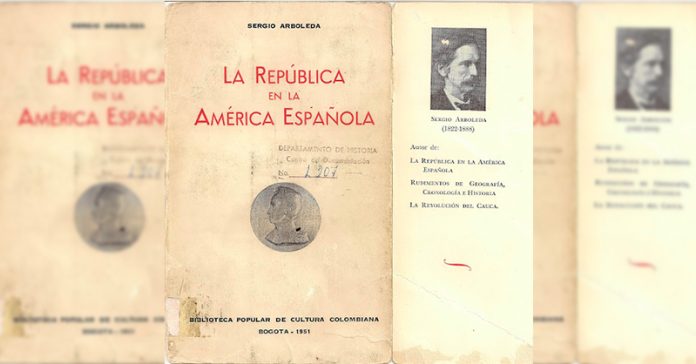 SERGIO ARBOLEDA
LA REPÚBLICA
EN LA
AMÉRICA ESPAÑOLA
DEPARTAMENTO DE HISTORIA
Centro de Documentación
No. L 907
BIBLIOTECA POPULAR DE CULTURA COLOMBIANA
BOGOTA - 1951
SERGIO ARBOLEDA
(1822-1888)
Autor de:
LA REPÚBLICA EN LA AMÉRICA
ESPAÑOLA
RUDIMENTOS DE GEOGRAFÍA,
CRONOLOGÍA E HISTORIA
LA REVOLUCIÓN DEL CAUCA.